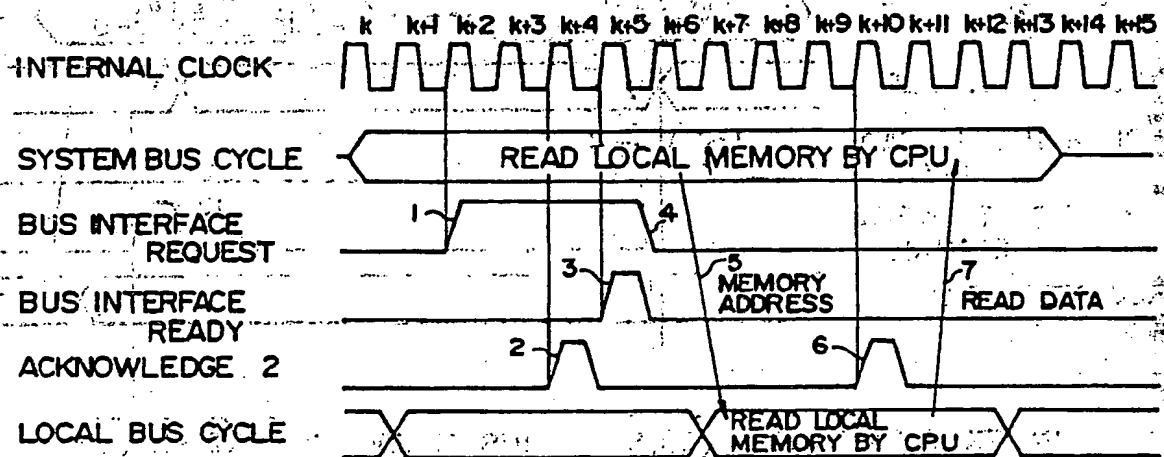 k k+1 k+2 k+3 k+4 k+5 k+6 k+7 k+8 k+9 k+10 k+11 k+12 k+13 k+14 k+15
INTERNAL CLOCK
SYSTEM BUS CYCLE
READ LOCAL MEMORY BY CPU
BUS INTERFACE
REQUEST
1
4
BUS INTERFACE
READY
3
5
MEMORY
ADDRESS
7
READ DATA
ACKNOWLEDGE 2
2
6
LOCAL BUS CYCLE
READ LOCAL
MEMORY BY CPU